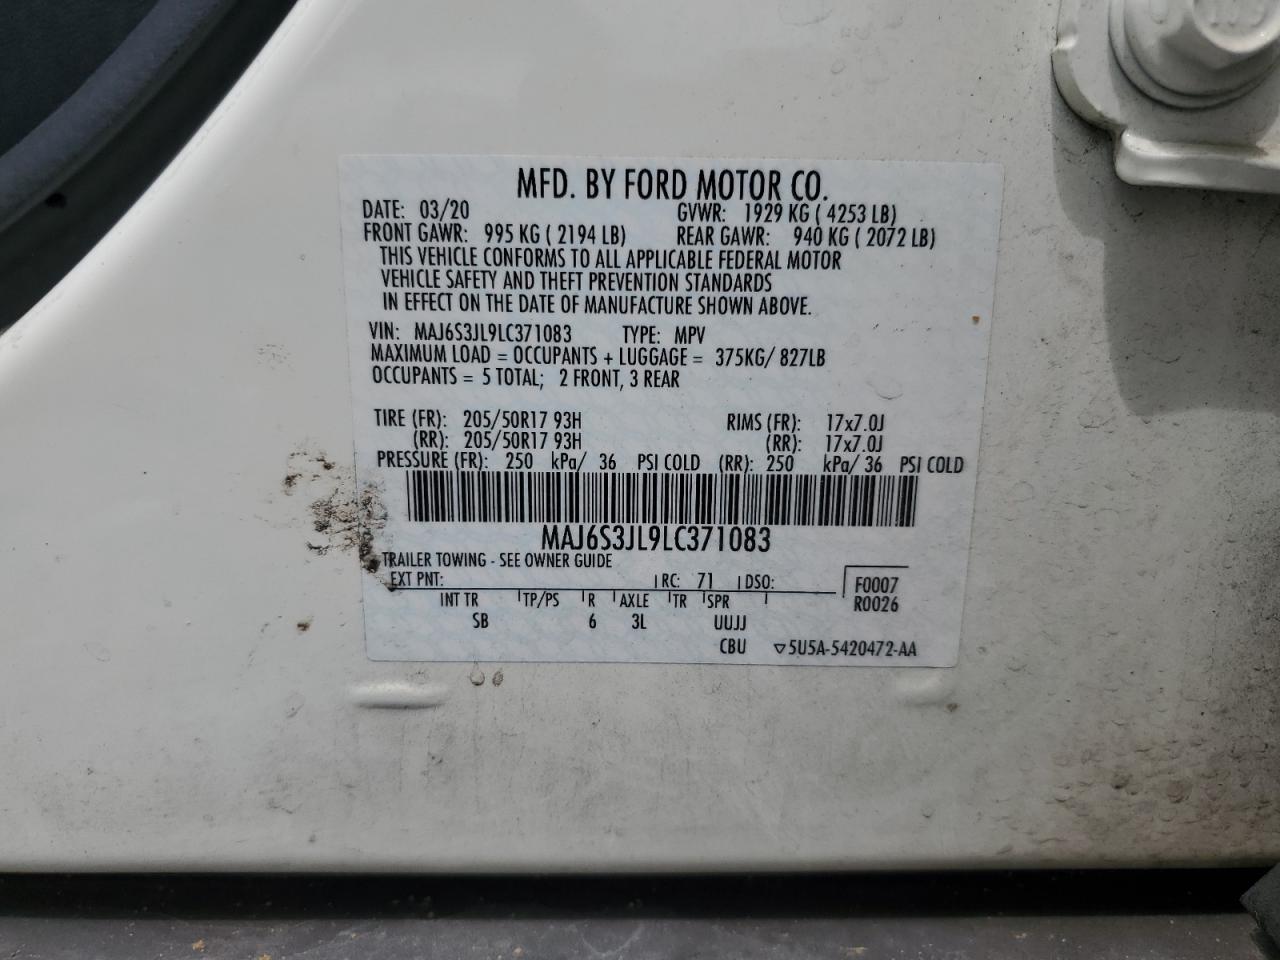 MFD. BY FORD MOTOR CO.
DATE: 03/20 GVWR: 1929 KG ( 4253 LB)
FRONT GAWR: 995 KG ( 2194 LB) REAR GAWR: 940 KG ( 2072 LB)
THIS VEHICLE CONFORMS TO ALL APPLICABLE FEDERAL MOTOR
VEHICLE SAFETY AND THEFT PREVENTION STANDARDS
IN EFFECT ON THE DATE OF MANUFACTURE SHOWN ABOVE.
VIN: MAJ6S3JL9LC371083 TYPE: MPV
MAXIMUM LOAD = OCCUPANTS + LUGGAGE = 375KG/ 827LB
OCCUPANTS = 5 TOTAL; 2 FRONT, 3 REAR
TIRE (FR): 205/50R17 93H RIMS (FR): 17x7.0J
(RR): 205/50R17 93H (RR): 17x7.0J
PRESSURE (FR): 250 kPa/ 36 PSI COLD (RR): 250 kPa/ 36 PSI COLD
MAJ6S3JL9LC371083
TRAILER TOWING - SEE OWNER GUIDE
EXT PNT: RC: 71 DSO: F0007
R0026
INT TR TP/PS R AXLE TR SPR
SB 6 3L UUJJ
CBU ▽5U5A-5420472-AA